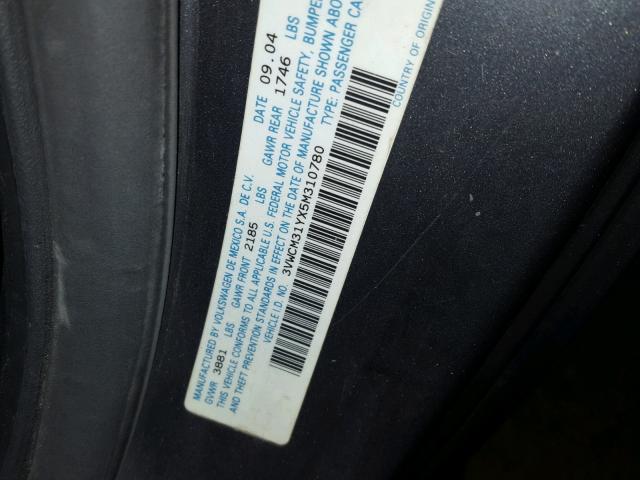 MANUFACTURED BY VOLKSWAGEN DE MEXICO S.A. DE C.V. DATE 09.04
GVWR 3881 LBS GAWR FRONT 2185 LBS GAWR REAR 1746 LBS
THIS VEHICLE CONFORMS TO ALL APPLICABLE U.S. FEDERAL MOTOR VEHICLE SAFETY, BUMPE
AND THEFT PREVENTION STANDARDS IN EFFECT ON THE DATE OF MANUFACTURE SHOWN ABO
VEHICLE I.D. NO. 3VWCM31YX5M310780 TYPE: PASSENGER CA
COUNTRY OF ORIGIN